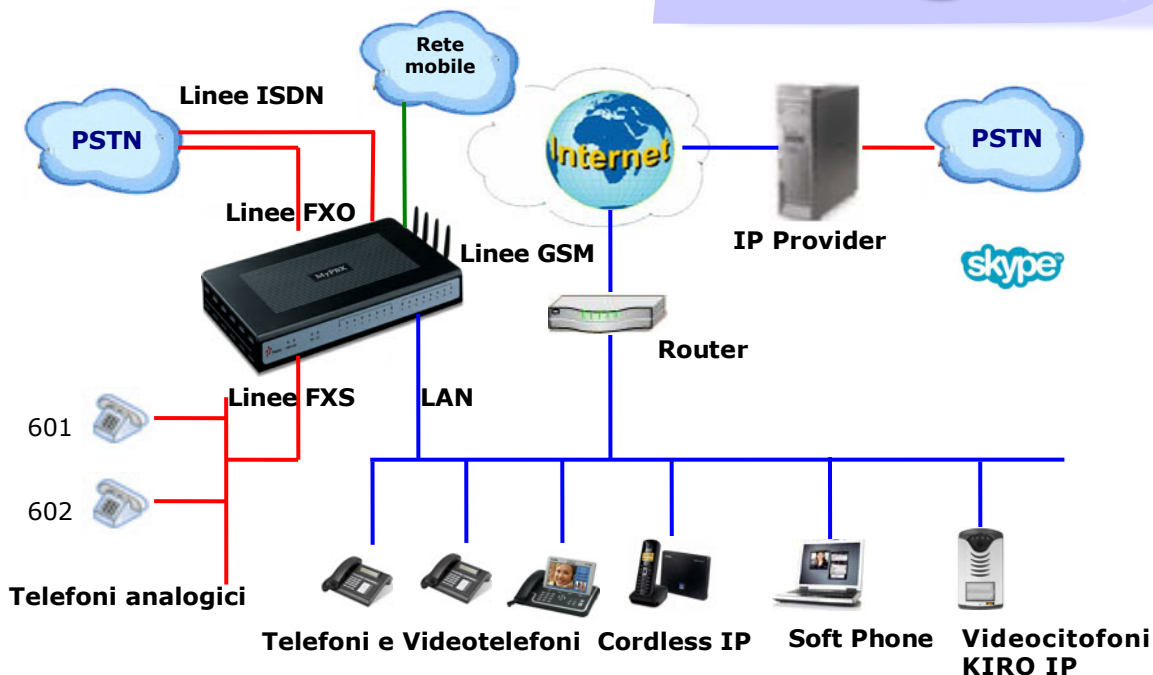 Rete
mobile
Linee ISDN
PSTN
Internet
PSTN
Linee FXO
IP Provider
Linee GSM
skype
MyPBX
Router
Linee FXS
LAN
601
602
Telefoni analogici
Telefoni e Videotelefoni
Cordless IP
Soft Phone
Videocitofoni
KIRO IP